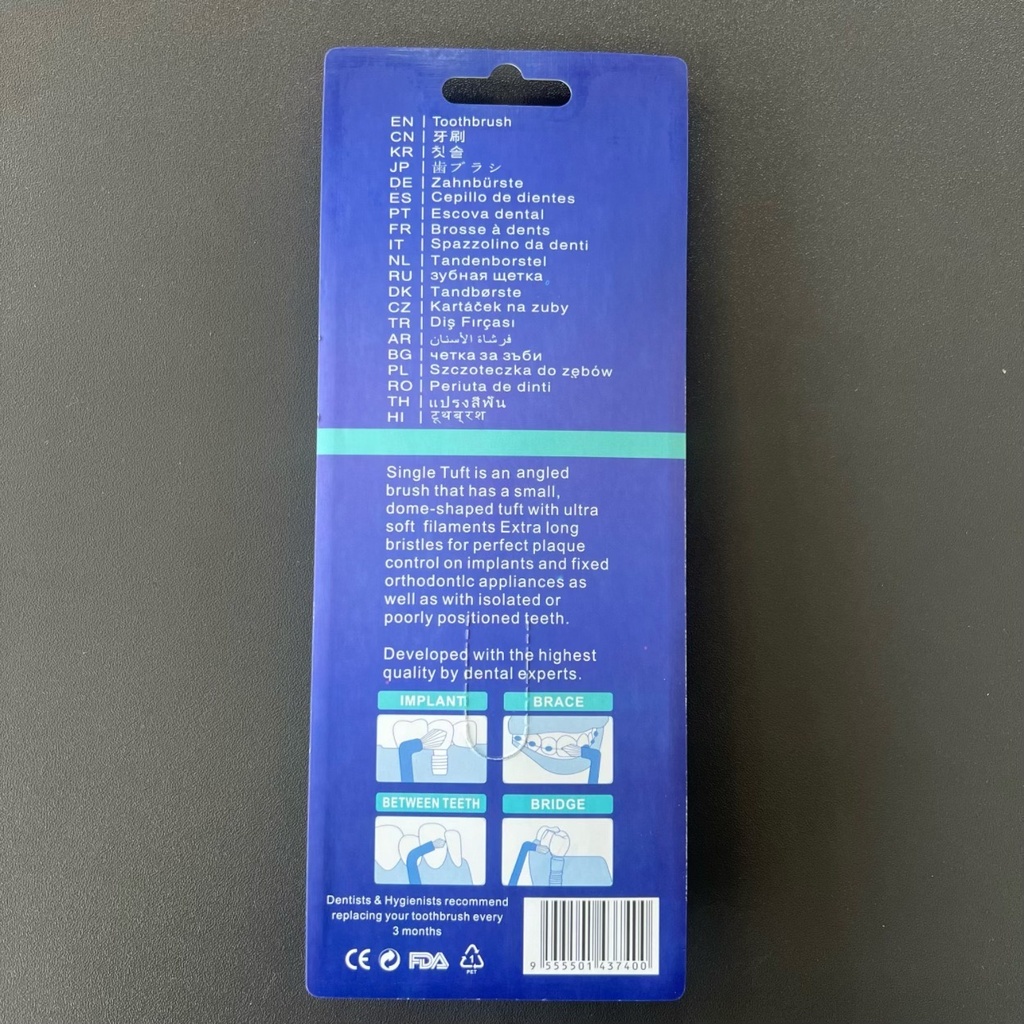 EN | Toothbrush
CN | 牙刷
KR | 칫솔
JP | 歯ブラシ
DE | Zahnbürste
ES | Cepillo de dientes
PT | Escova dental
FR | Brosse à dents
IT | Spazzolino da denti
NL | Tandenborstel
RU | зубная щетка
DK | Tandbørste
CZ | Kartáček na zuby
TR | Diş Fırçası
AR | فرشاة الأسنان
BG | четка за зъби
PL | Szczoteczka do zębów
RO | Periuta de dinti
TH | แปรงสีฟัน
HI | टूथब्रश
Single Tuft is an angled
brush that has a small,
dome-shaped tuft with ultra
soft filaments Extra long
bristles for perfect plaque
control on implants and fixed
orthodontlc appliances as
well as with isolated or
poorly positioned teeth.
Developed with the highest
quality by dental experts.
IMPLANT
BRACE
BETWEEN TEETH
BRIDGE
Dentists & Hygienists recommend
replacing your toothbrush every
3 months
CE FDA 1 PET
9 555501 437400